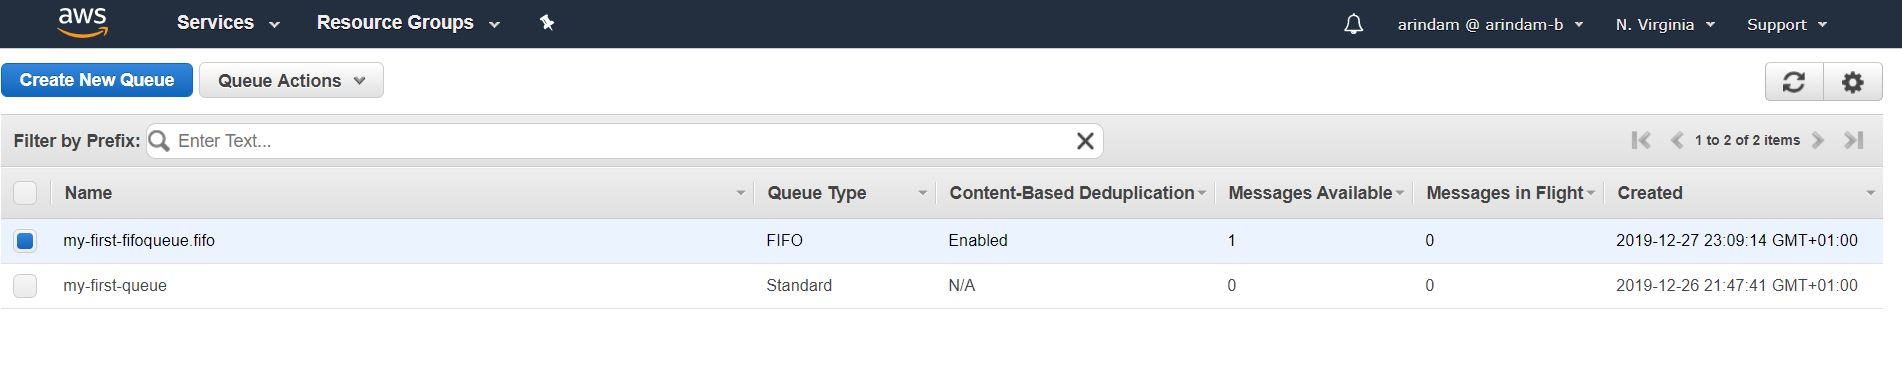 aws Services Resource Groups arindam @ arindam-b N. Virginia Support
Create New Queue Queue Actions
Filter by Prefix: Enter Text... 1 to 2 of 2 items
Name Queue Type Content-Based Deduplication Messages Available Messages in Flight Created
my-first-fifoqueue.fifo FIFO Enabled 1 0 2019-12-27 23:09:14 GMT+01:00
my-first-queue Standard N/A 0 0 2019-12-26 21:47:41 GMT+01:00